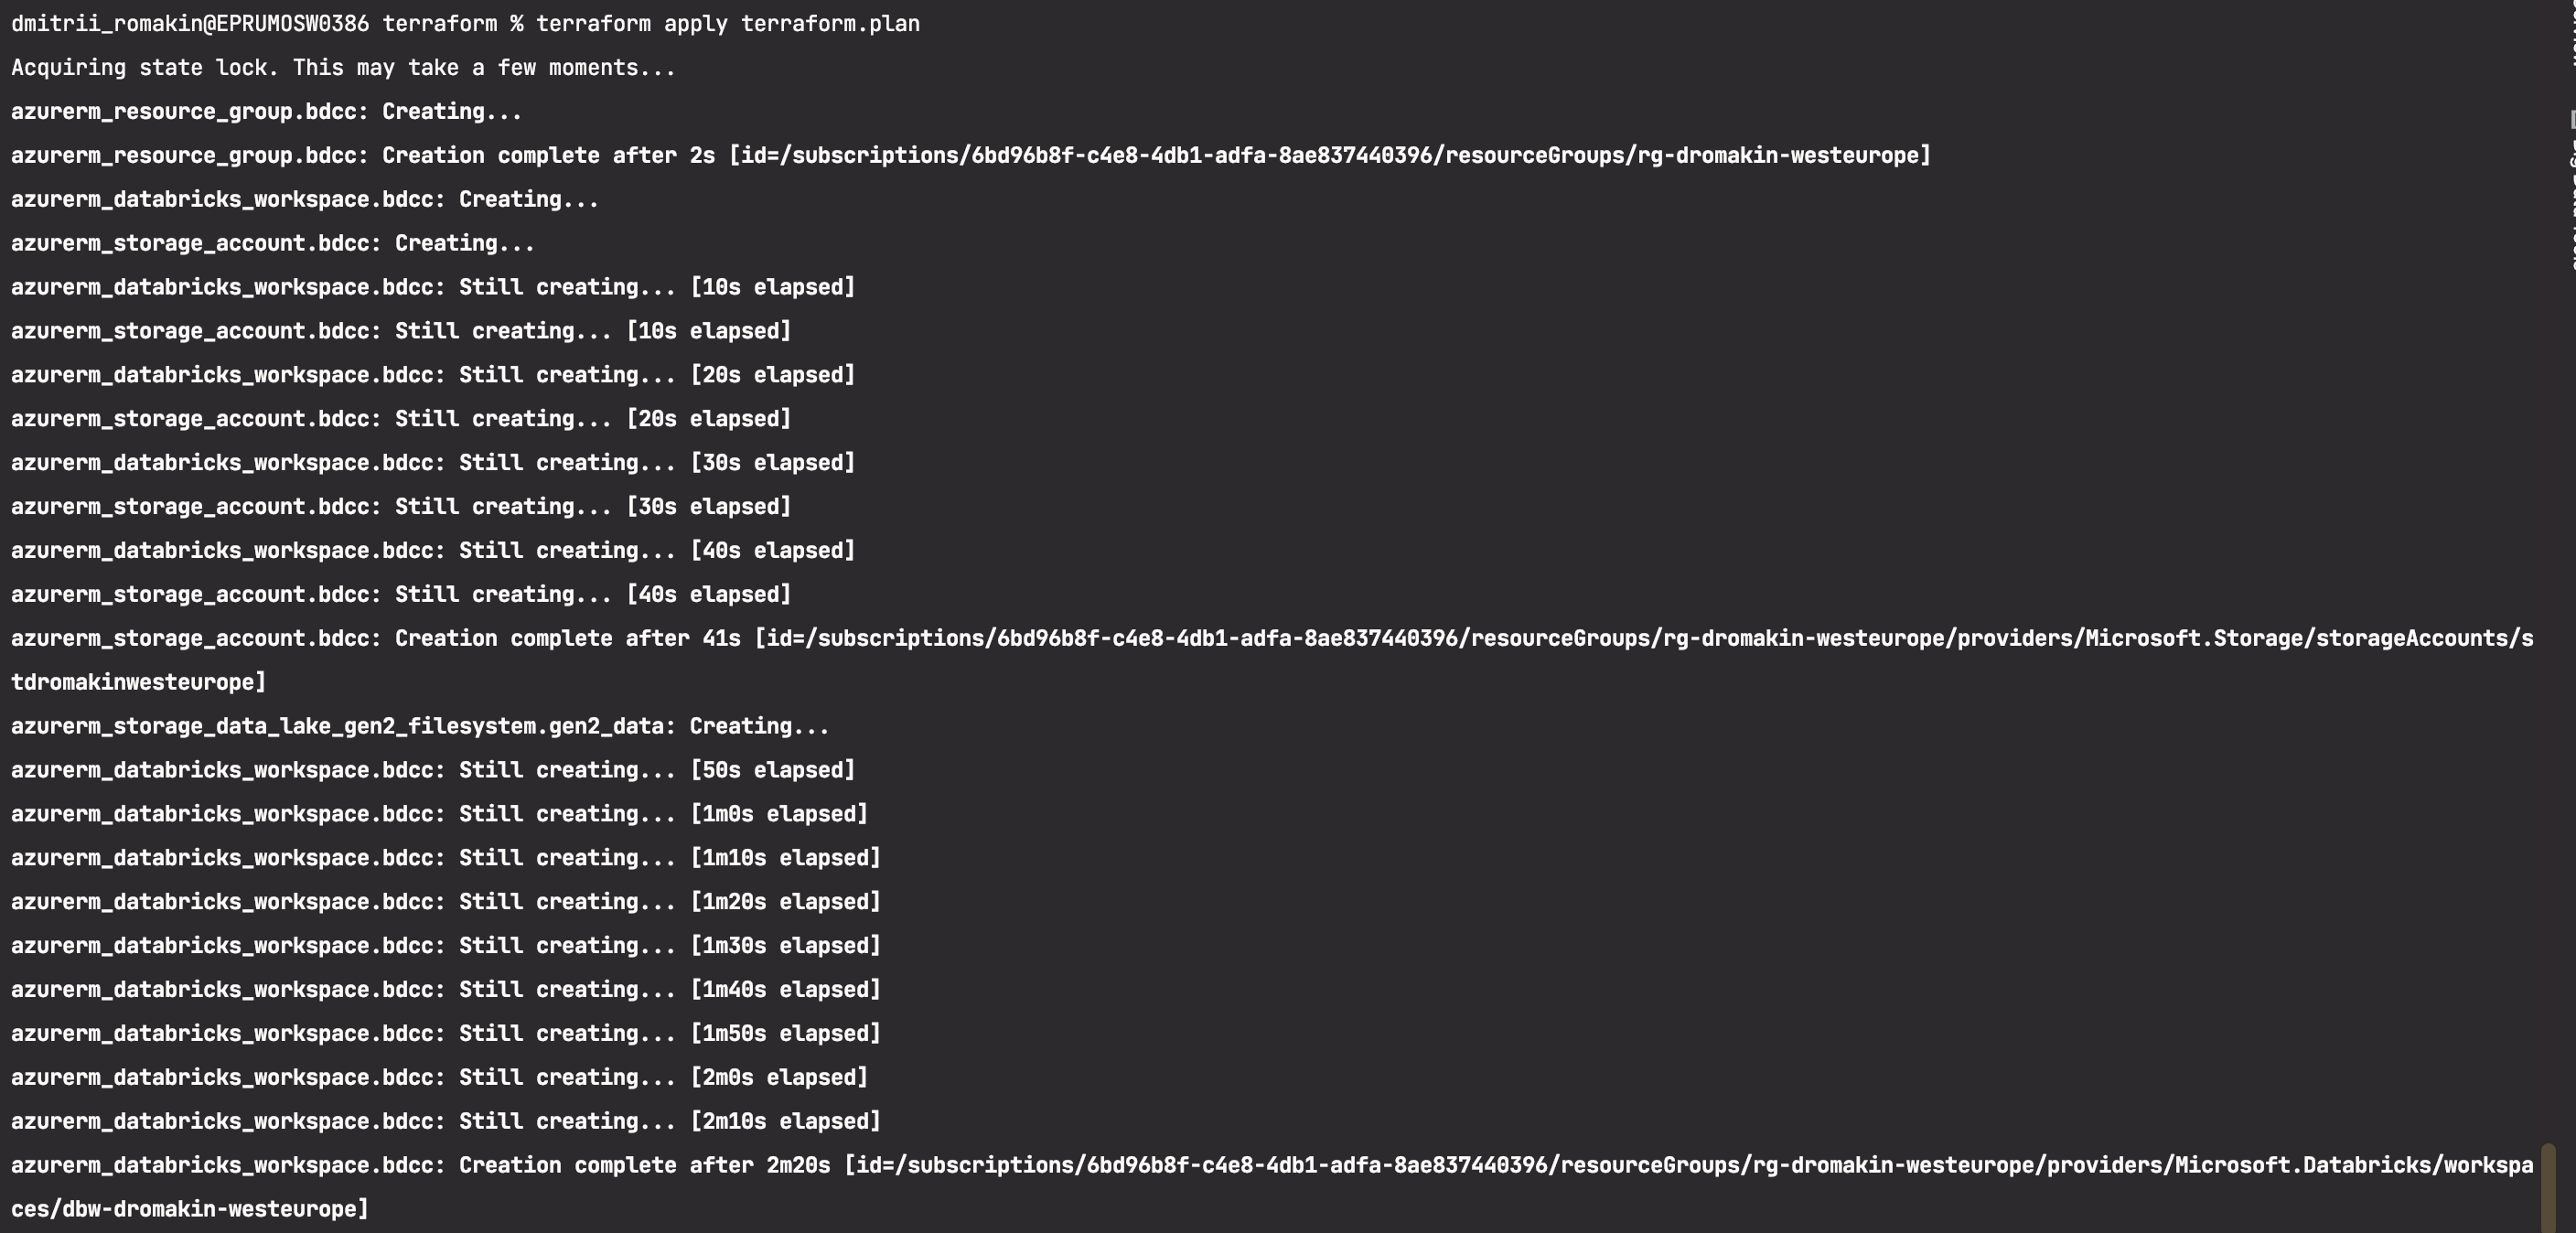 dmitrii_romakin@EPRUMOSW0386 terraform % terraform apply terraform.plan
Acquiring state lock. This may take a few moments...
azurerm_resource_group.bdcc: Creating...
azurerm_resource_group.bdcc: Creation complete after 2s [id=/subscriptions/6bd96b8f-c4e8-4db1-adfa-8ae837440396/resourceGroups/rg-dromakin-westeurope]
azurerm_databricks_workspace.bdcc: Creating...
azurerm_storage_account.bdcc: Creating...
azurerm_databricks_workspace.bdcc: Still creating... [10s elapsed]
azurerm_storage_account.bdcc: Still creating... [10s elapsed]
azurerm_databricks_workspace.bdcc: Still creating... [20s elapsed]
azurerm_storage_account.bdcc: Still creating... [20s elapsed]
azurerm_databricks_workspace.bdcc: Still creating... [30s elapsed]
azurerm_storage_account.bdcc: Still creating... [30s elapsed]
azurerm_databricks_workspace.bdcc: Still creating... [40s elapsed]
azurerm_storage_account.bdcc: Still creating... [40s elapsed]
azurerm_storage_account.bdcc: Creation complete after 41s [id=/subscriptions/6bd96b8f-c4e8-4db1-adfa-8ae837440396/resourceGroups/rg-dromakin-westeurope/providers/Microsoft.Storage/storageAccounts/s
tdromakinwesteurope]
azurerm_storage_data_lake_gen2_filesystem.gen2_data: Creating...
azurerm_databricks_workspace.bdcc: Still creating... [50s elapsed]
azurerm_databricks_workspace.bdcc: Still creating... [1m0s elapsed]
azurerm_databricks_workspace.bdcc: Still creating... [1m10s elapsed]
azurerm_databricks_workspace.bdcc: Still creating... [1m20s elapsed]
azurerm_databricks_workspace.bdcc: Still creating... [1m30s elapsed]
azurerm_databricks_workspace.bdcc: Still creating... [1m40s elapsed]
azurerm_databricks_workspace.bdcc: Still creating... [1m50s elapsed]
azurerm_databricks_workspace.bdcc: Still creating... [2m0s elapsed]
azurerm_databricks_workspace.bdcc: Still creating... [2m10s elapsed]
azurerm_databricks_workspace.bdcc: Creation complete after 2m20s [id=/subscriptions/6bd96b8f-c4e8-4db1-adfa-8ae837440396/resourceGroups/rg-dromakin-westeurope/providers/Microsoft.Databricks/workspa
ces/dbw-dromakin-westeurope]